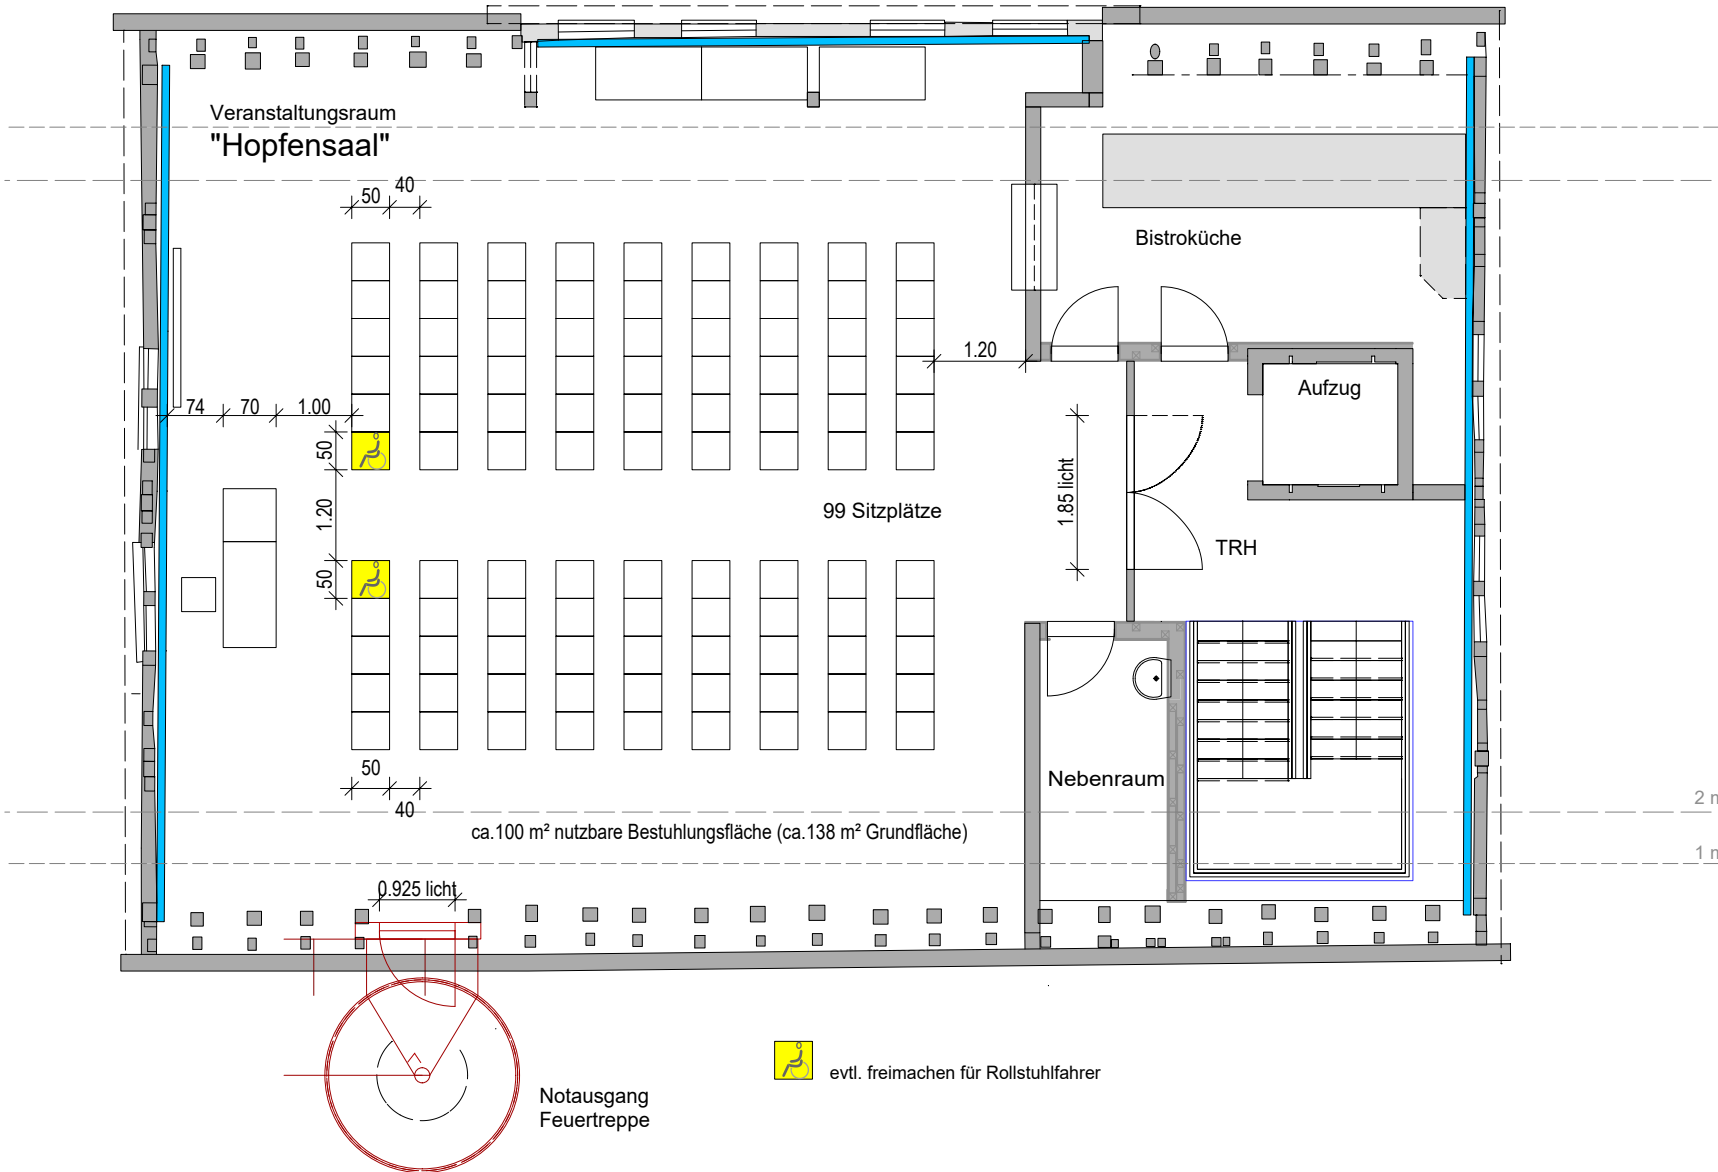 Veranstaltungsraum
"Hopfensaal"
50
40
Bistroküche
1.20
Aufzug
74
70
1.00
50
1.20
50
1.85 licht
99 Sitzplätze
TRH
50
40
Nebenraum
2 m
1 m
ca.100 m² nutzbare Bestuhlungsfläche (ca.138 m² Grundfläche)
0.925 licht
evtl. freimachen für Rollstuhlfahrer
Notausgang
Feuertreppe